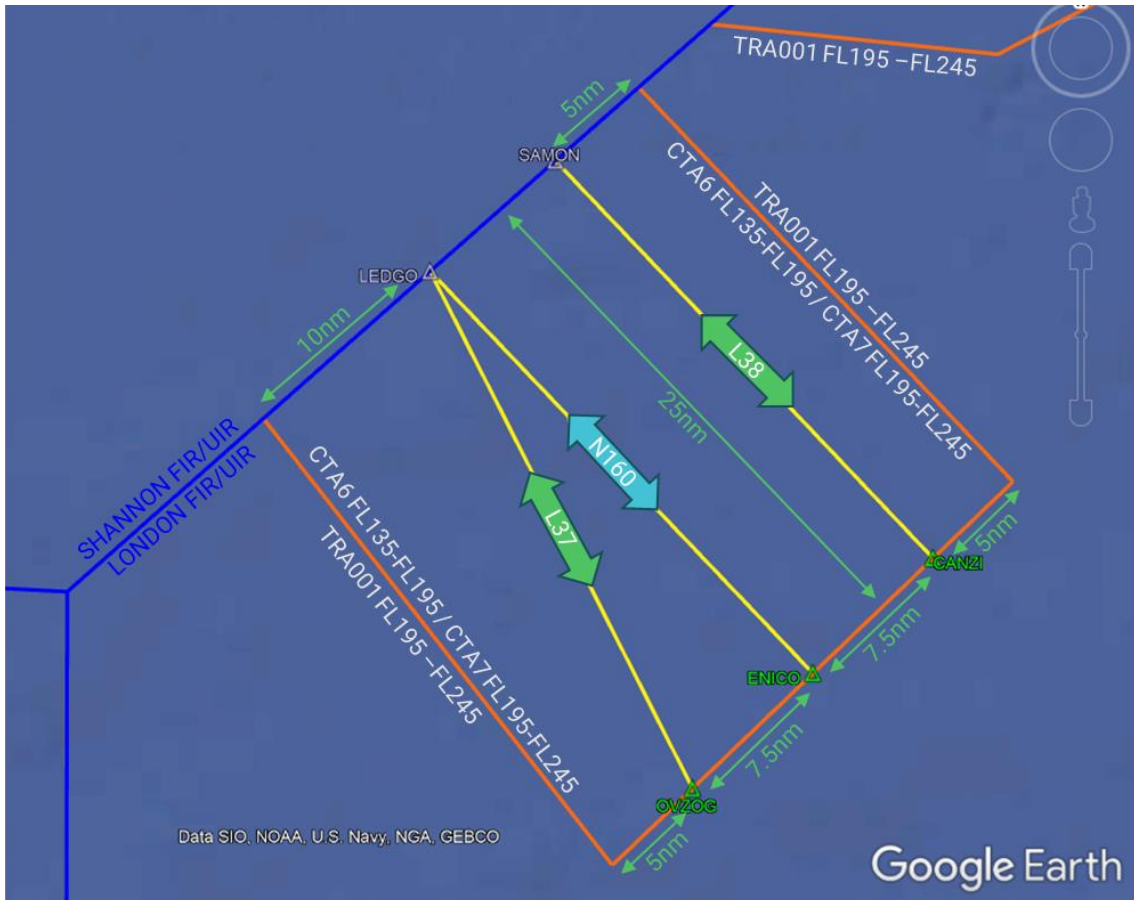 TRA001 FL195 –FL245
5nm
SAMON
TRA001 FL195 –FL245
CTA6 FL135-FL195 / CTA7 FL195-FL245
LEDGO
10nm
L38
25nm
N160
L37
SHANNON FIR/UIR
LONDON FIR/UIR
CTA6 FL135-FL195 / CTA7 FL195-FL245
TRA001 FL195 –FL245
5nm
CANZI
7.5nm
ENICO
7.5nm
OVZOG
5nm
Data SIO, NOAA, U.S. Navy, NGA, GEBCO
Google Earth